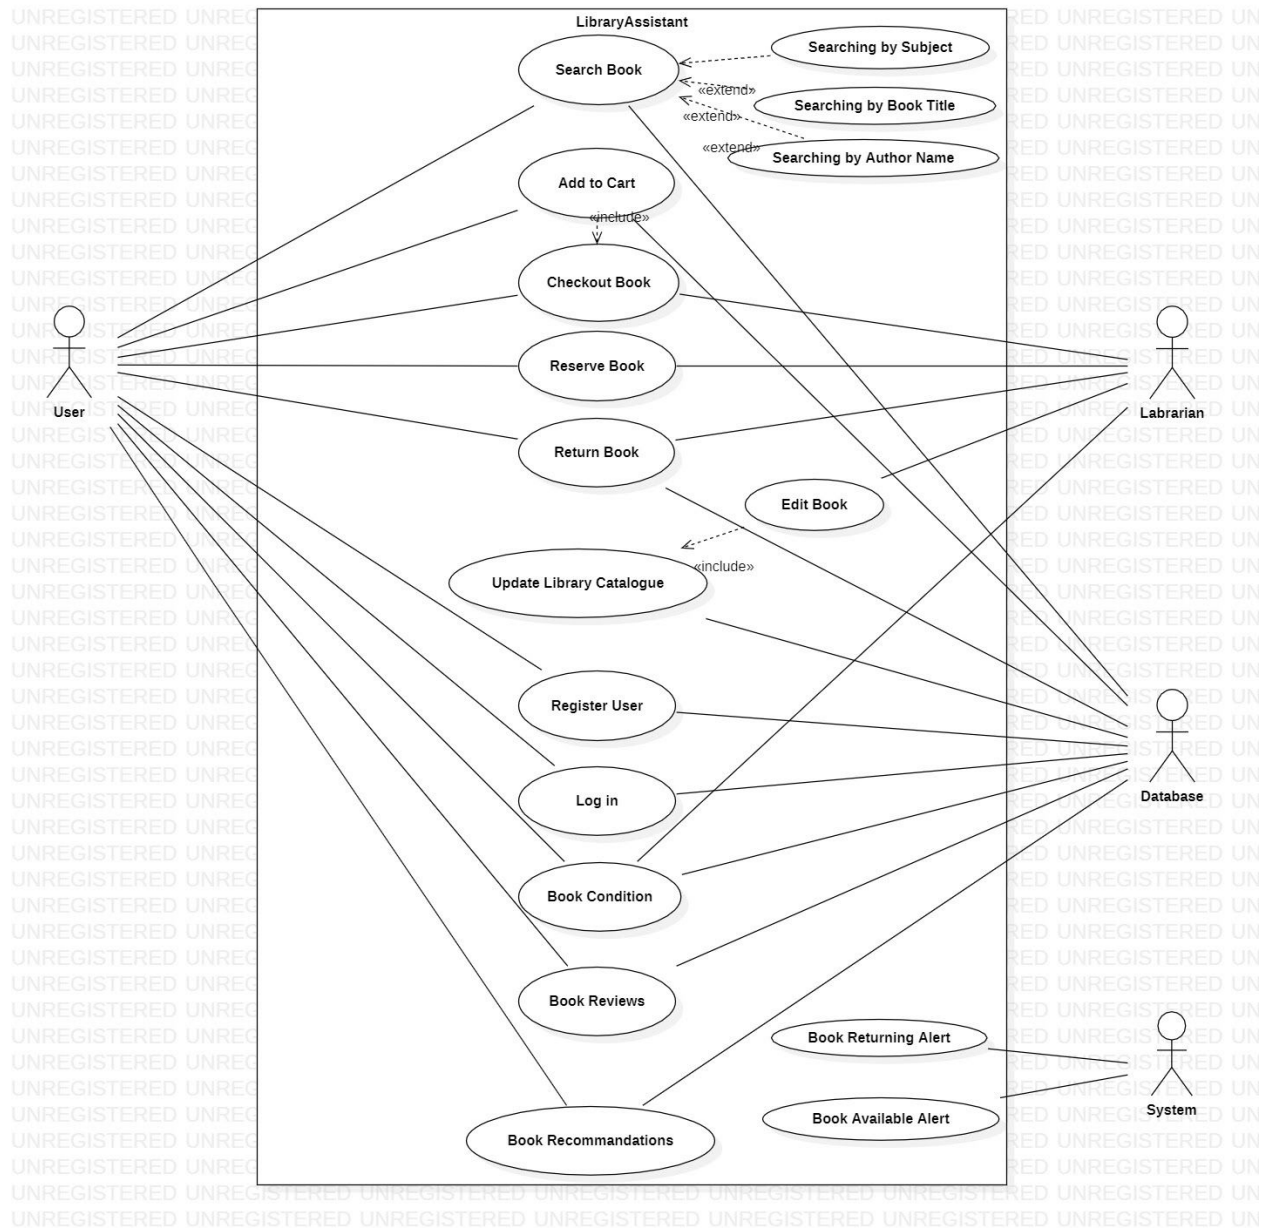 LibraryAssistant
Search Book
Searching by Subject
«extend»
Searching by Book Title
«extend»
«extend»
Searching by Author Name
Add to Cart
«include»
Checkout Book
Reserve Book
User
Labrarian
Return Book
Edit Book
«include»
Update Library Catalogue
Register User
Log in
Database
Book Condition
Book Reviews
Book Returning Alert
Book Available Alert
System
Book Recommandations
UNREGISTERED UNREGISTERED UNREGISTERED UNREGISTERED UNREGISTERED UNREGISTERED UNREGISTERED UN